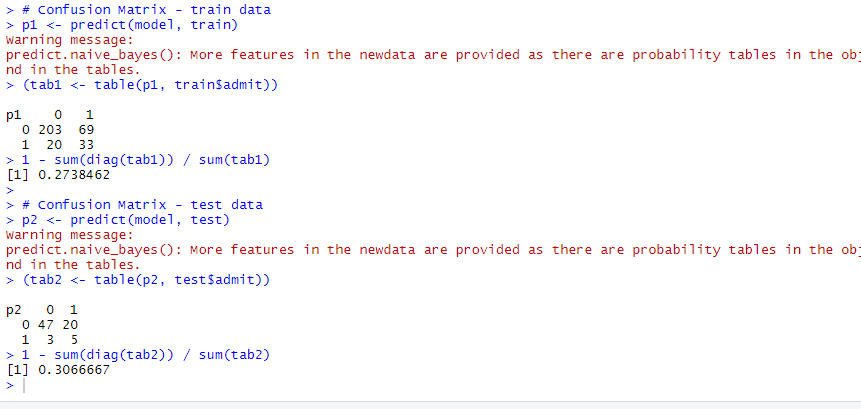 > # Confusion Matrix - train data
> p1 <- predict(model, train)
Warning message:
predict.naive_bayes(): More features in the newdata are provided as there are probability tables in the obj
nd in the tables.
> (tab1 <- table(p1, train$admit))
p1    0   1
  0 203  69
  1  20  33
> 1 - sum(diag(tab1)) / sum(tab1)
[1] 0.2738462
>
> # Confusion Matrix - test data
> p2 <- predict(model, test)
Warning message:
predict.naive_bayes(): More features in the newdata are provided as there are probability tables in the obj
nd in the tables.
> (tab2 <- table(p2, test$admit))
p2   0  1
  0 47 20
  1  3  5
> 1 - sum(diag(tab2)) / sum(tab2)
[1] 0.3066667
>